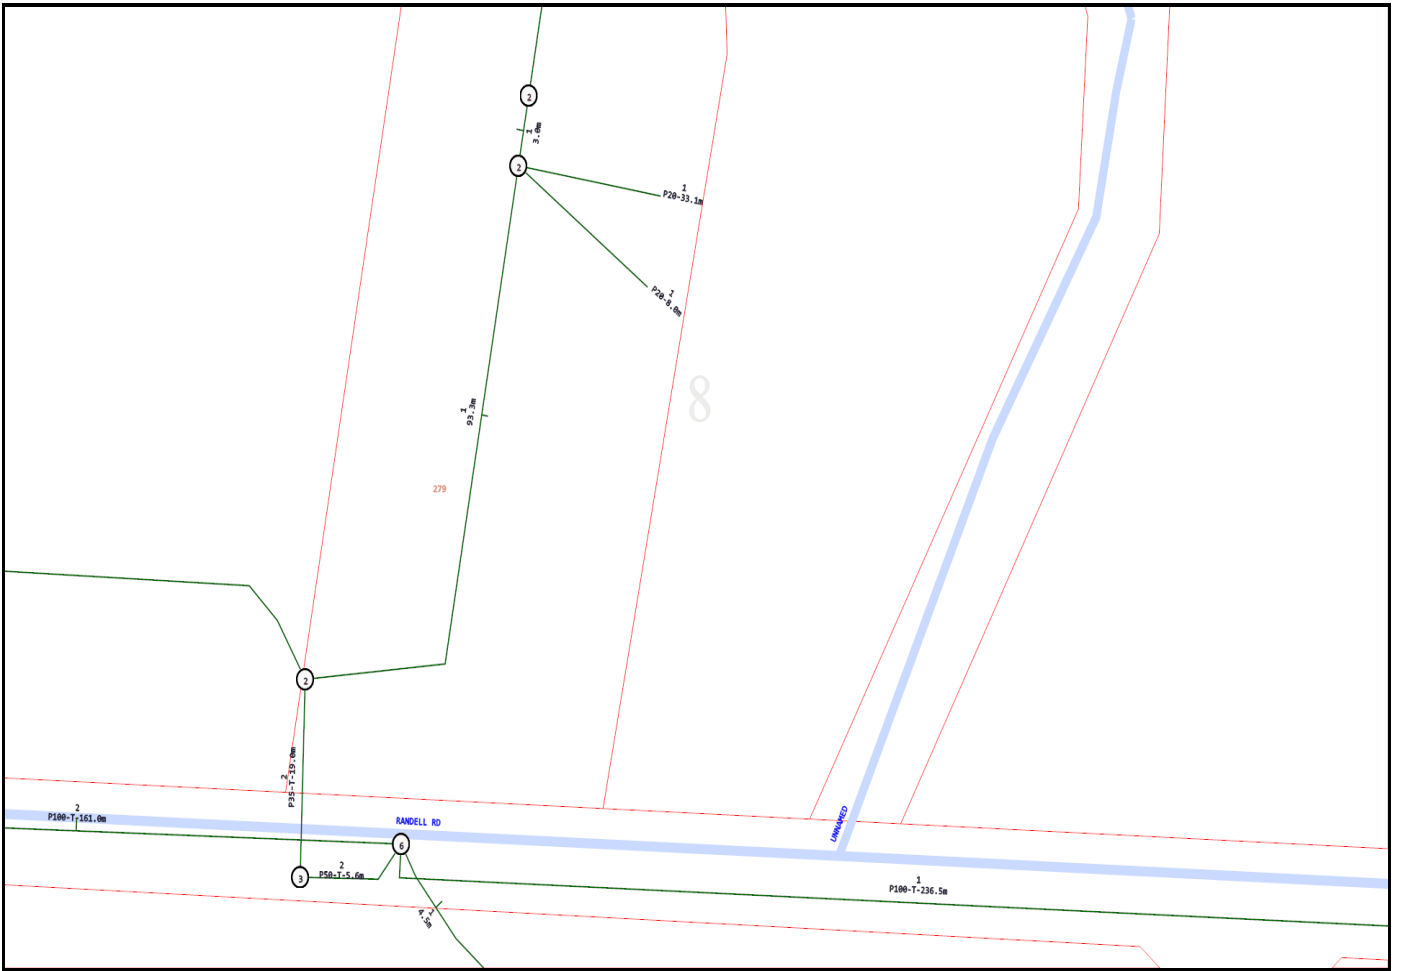 2
1
3.0m
2
1
P20-33.1m
1
P20-8.0m
8
1
93.3m
279
2
2
P35-T-19.0m
2
P100-T-161.0m
RANDELL RD
UNNAMED
6
2
P50-T-5.6m
3
1
P100-T-236.5m
1
4.5m